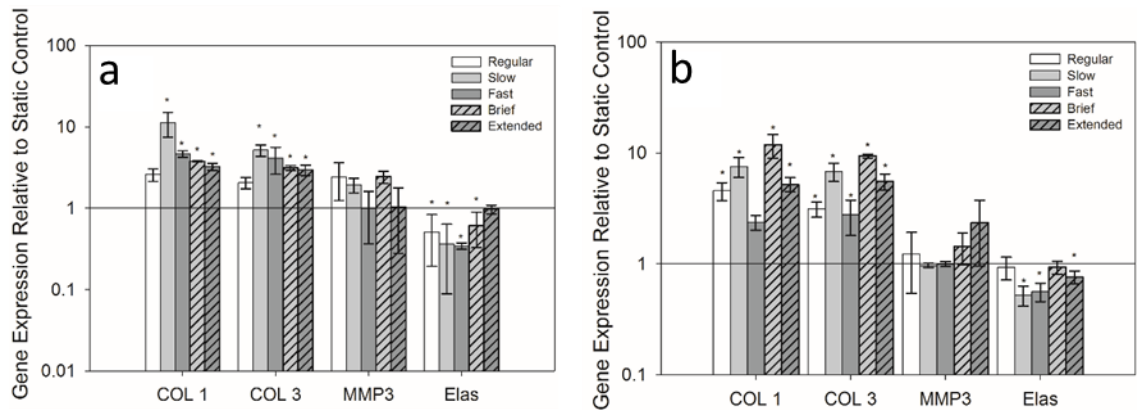 a
Gene Expression Relative to Static Control
100
10
1
0.1
0.01
Regular
Slow
Fast
Brief
Extended
* * * * * * * * * * * *
COL 1 COL 3 MMP3 Elas
b
Gene Expression Relative to Static Control
100
10
1
0.1
Regular
Slow
Fast
Brief
Extended
* * * * * * * * * * * *
COL 1 COL 3 MMP3 Elas